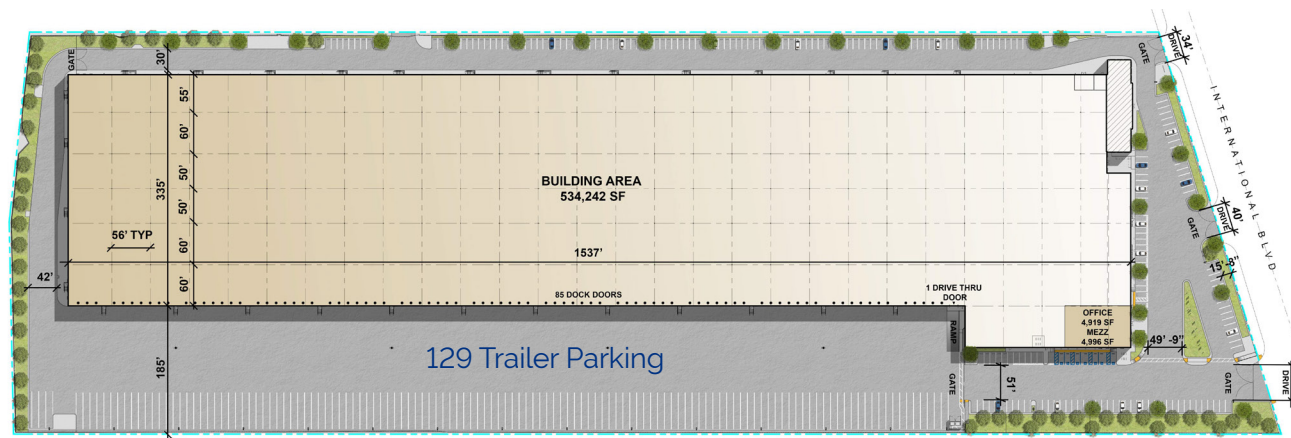 GATE
30'
GATE
34'
DRIVE
INTERNATIONAL BLVD
55'
60'
50'
335'
50'
60'
60'
BUILDING AREA
534,242 SF
56' TYP
1537'
42'
85 DOCK DOORS
1 DRIVE THRU
DOOR
40'
DRIVE
GATE
15'-8"
OFFICE
4,919 SF
MEZZ
4,996 SF
RAMP
129 Trailer Parking
185'
49' -9"
51'
GATE
GATE
DRIVE